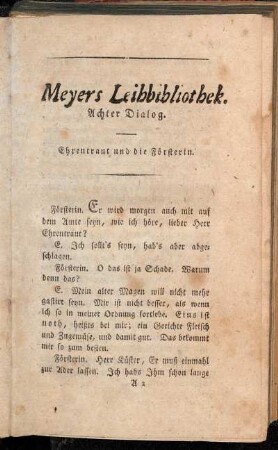 Meyers Leihbibliothek.
Achter Dialog.
Ehrentraut und die Försterin.
Försterin. Er wird morgen auch mit auf
dem Amte seyn, wie ich höre, lieber Herr
Ehrentraut?
E. Ich sollt's seyn, hab's aber abge-
schlagen.
Försterin. O das ist ja Schade. Warum
denn das?
E. Mein alter Magen will nicht mehr
gastirt seyn. Mir ist nicht besser, als wenn
ich so in meiner Ordnung fortlebe. Eins ist
noth, heißts bei mir; ein Gerichte Fleisch
und Zugemüse, und damit gut. Das bekommt
mir so zum besten.
Försterin. Herr Küster, Er muß einmahl
zur Ader lassen. Ich habs Ihm schon lange
A 2